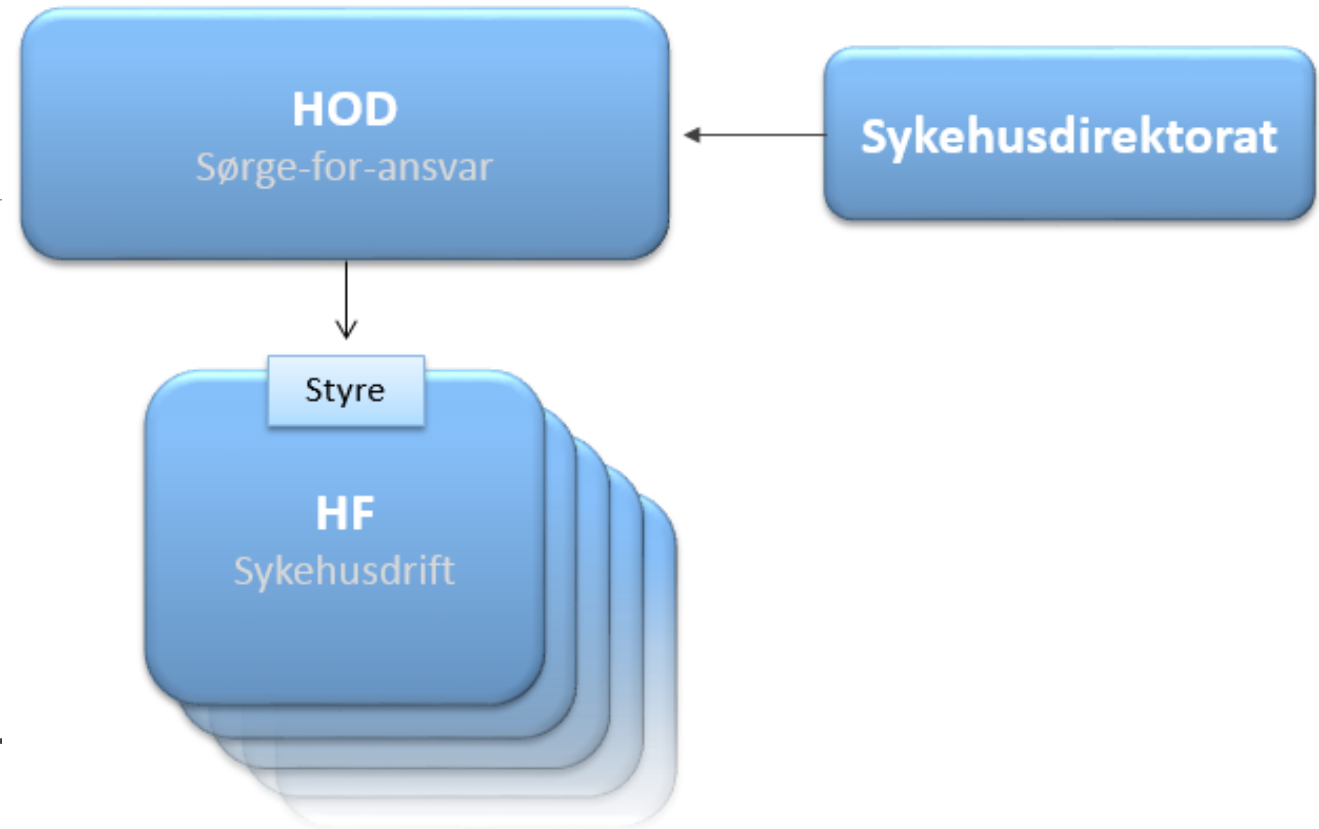 HOD
Sørge-for-ansvar
Sykehusdirektorat
Styre
HF
Sykehusdrift